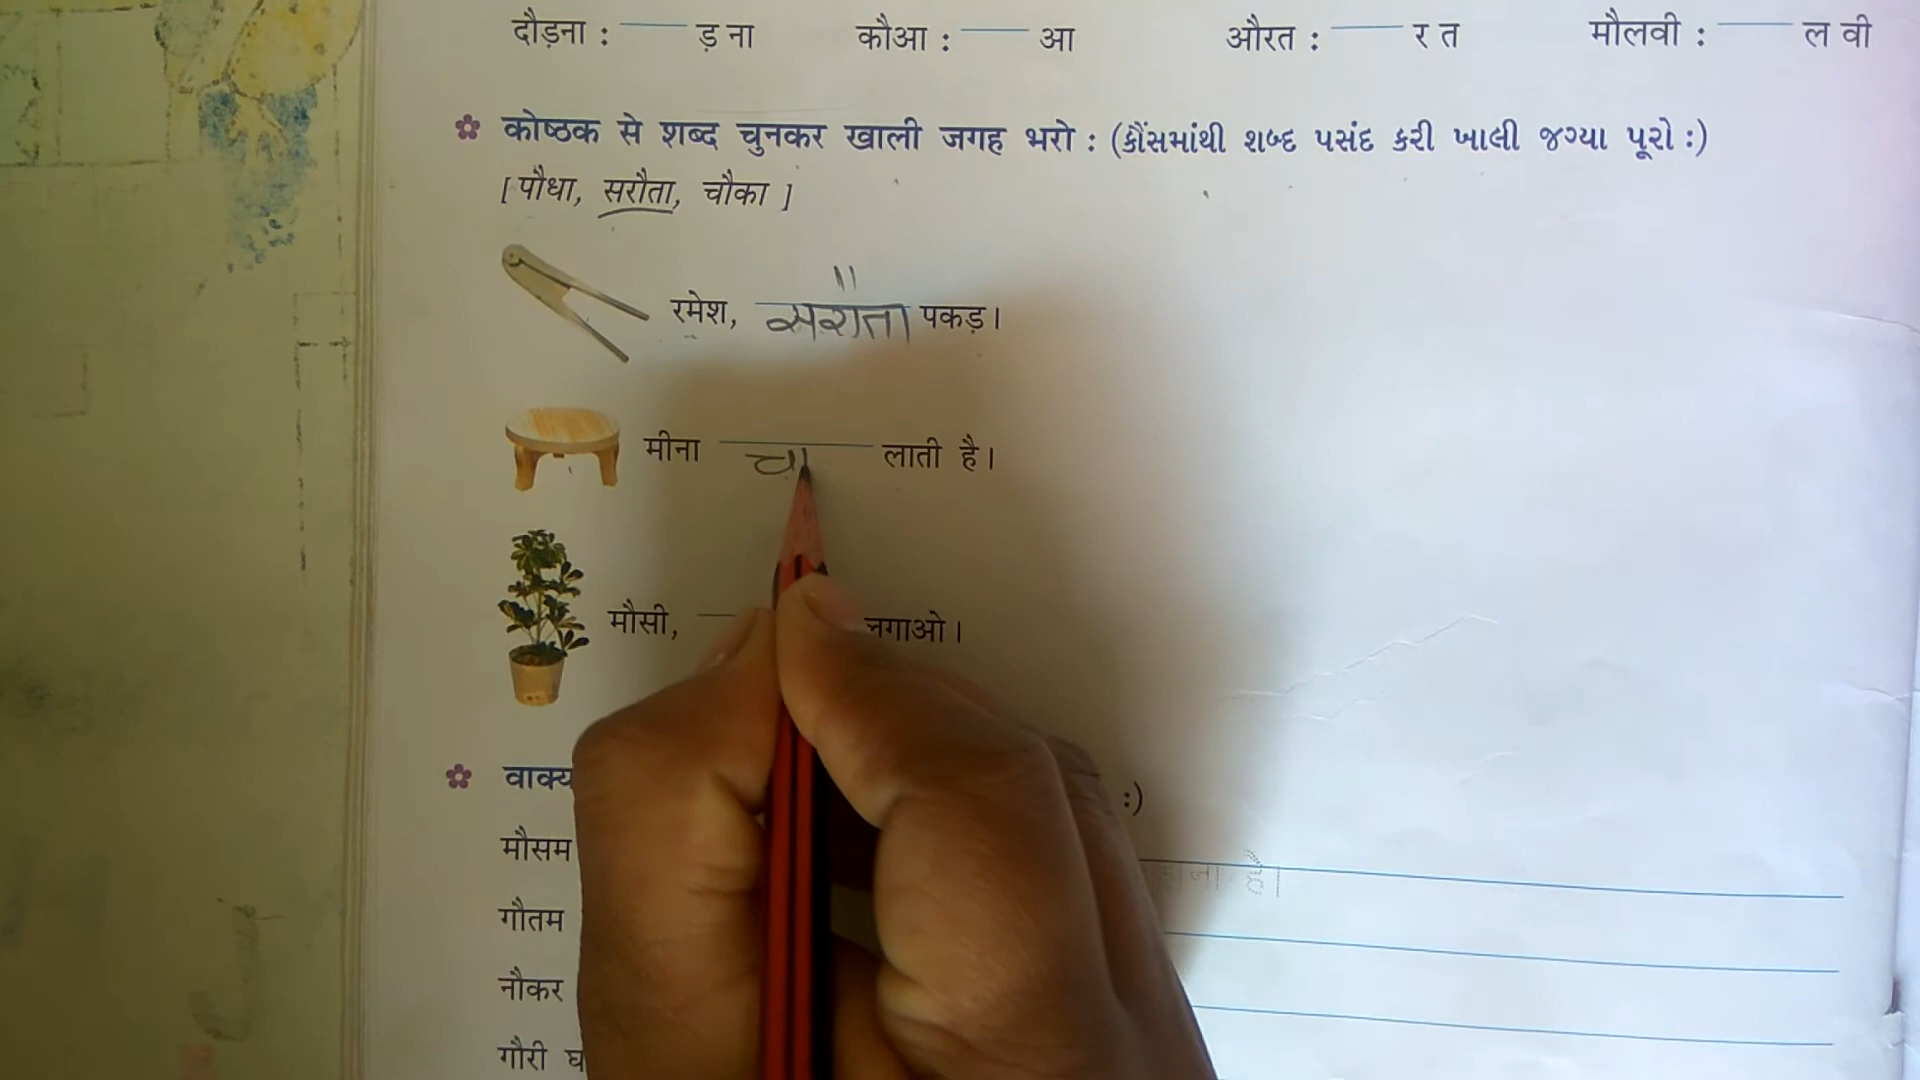 दौड़ना : ड़ ना कौआ : आ औरत : र त मौलवी : ल वी
कोष्ठक से शब्द चुनकर खाली जगह भरो : (કૌંસમાંથી શબ્દ પસંદ કરી ખાલી જગ્યા પૂરો :)
[ पौधा, सरौता, चौका ]
रमेश, सरौता पकड़।
मीना चा लाती है।
मौसी, लगाओ।
वाक्य :)
मौसम है।
गौतम
नौकर
गौरी घ